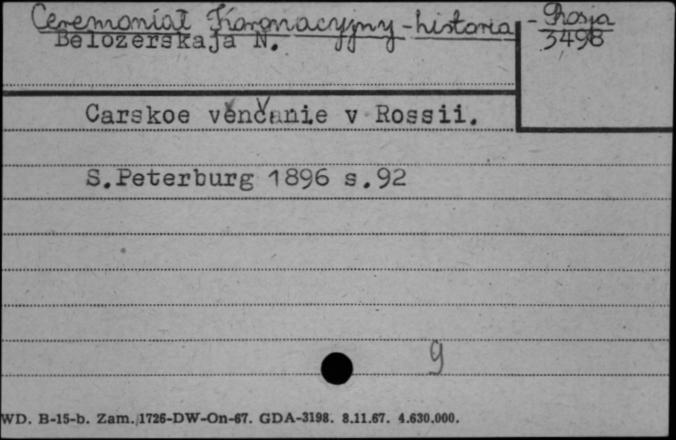 Ceremoniał Koronacyjny - historia - Rosja
Belozerskaja N.
3498
Carskoe věnčanie v Rossii.
S.Peterburg 1896 s.92
9
WD. B-15-b. Zam. 1726-DW-On-67. GDA-3198. 8.11.67. 4.630.000.